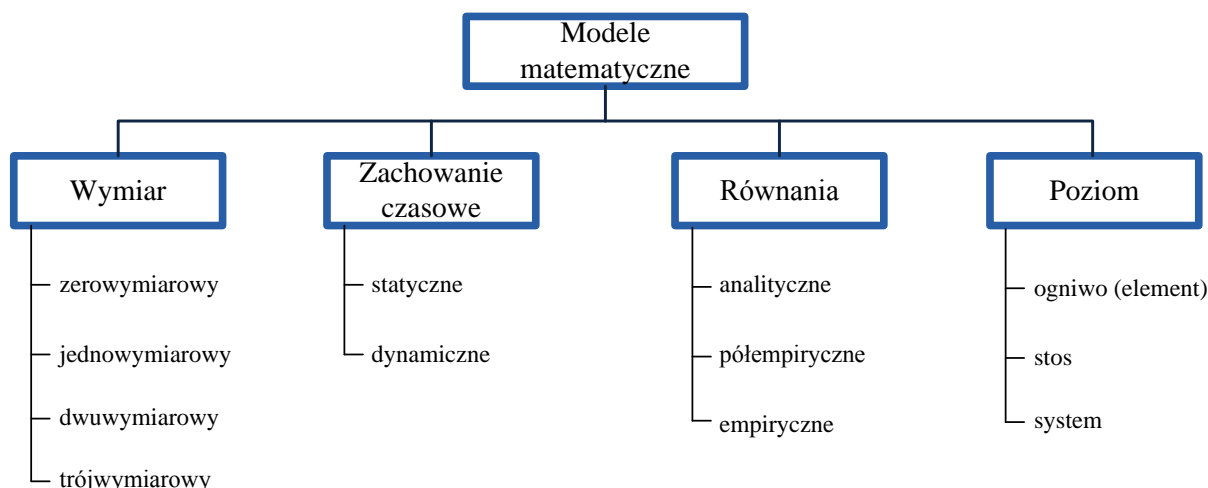 Modele
matematyczne
Wymiar
zerowymiarowy
jednowymiarowy
dwuwymiarowy
trójwymiarowy
Zachowanie
czasowe
statyczne
dynamiczne
Równania
analityczne
półempiryczne
empiryczne
Poziom
ogniwo (element)
stos
system